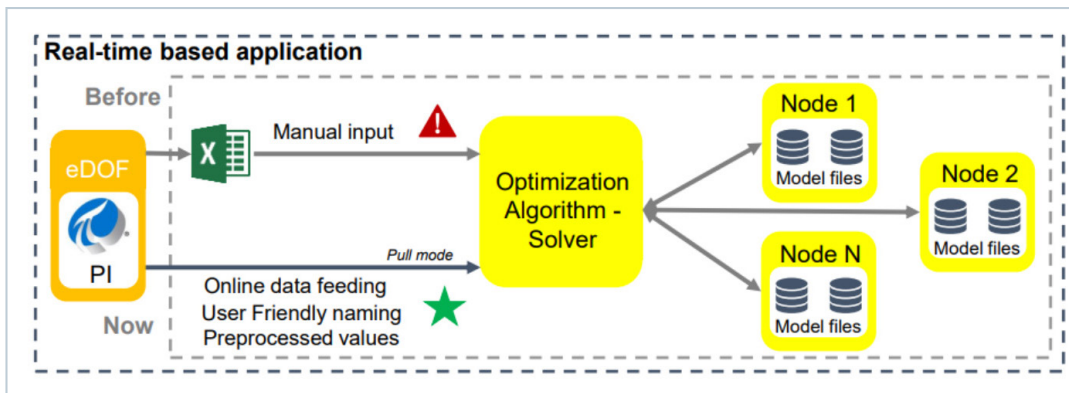 Real-time based application
Before
eDOF
PI
Now
X
Manual input
!
Pull mode
Online data feeding
User Friendly naming
Preprocessed values
Optimization
Algorithm -
Solver
Node 1
Model files
Node 2
Model files
Node N
Model files